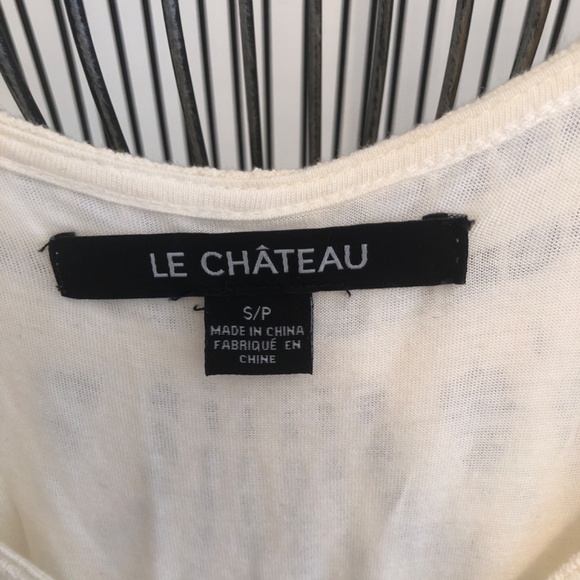 LE CHÂTEAU
S/P
MADE IN CHINA
FABRIQUÉ EN
CHINE